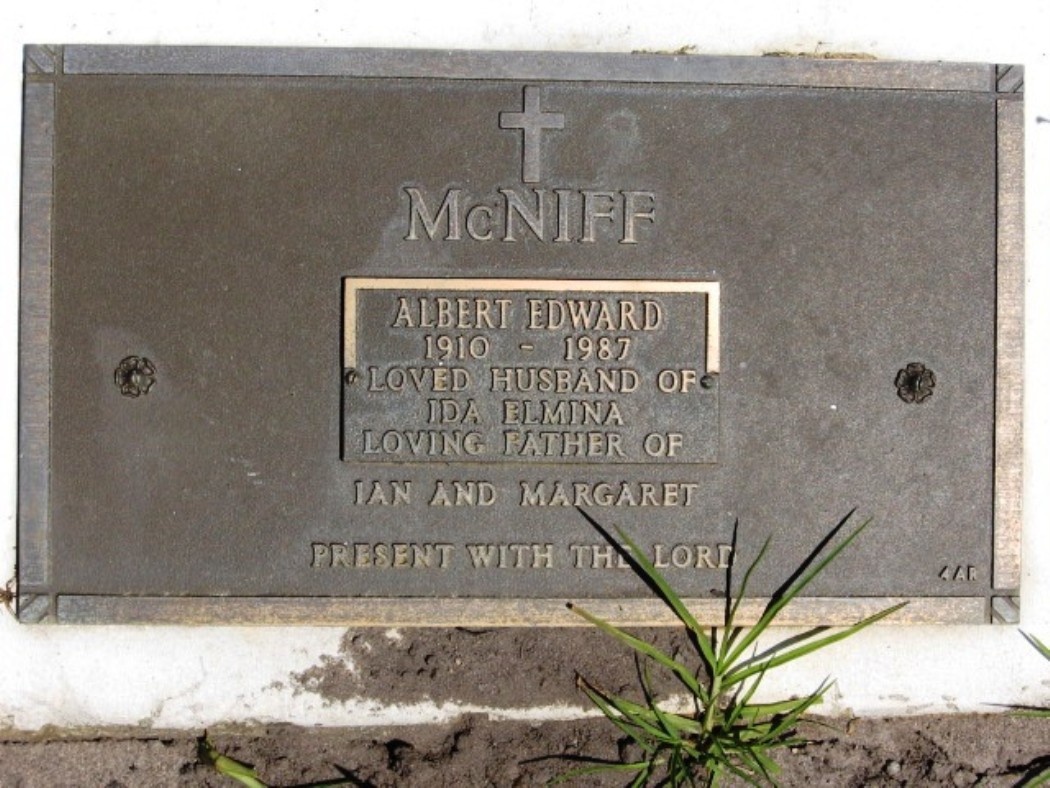 McNIFF
ALBERT EDWARD
1910 - 1987
LOVED HUSBAND OF
IDA ELMINA
LOVING FATHER OF
IAN AND MARGARET
PRESENT WITH THE LORD